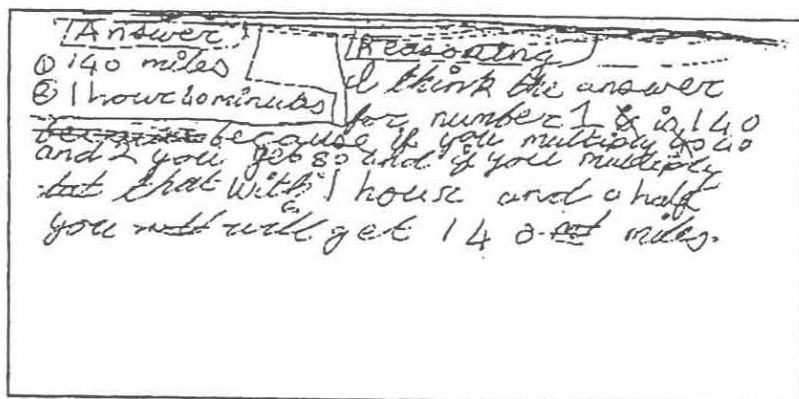 Answer
① 140 miles
② 1 hour 40 minutes
Reasoning
I think the answer
for number 1 is 140
because if you multiply 40
and 2 you get 80 and if you multiply
that with 1 house and a half
you will get 140 miles.